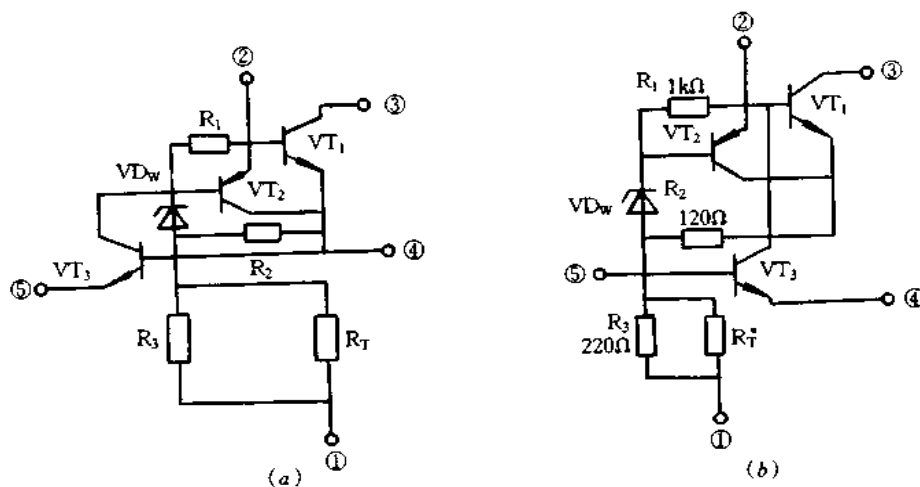 ②
③
R₁
VT₁
VD_W
VT₂
④
R₂
VT₃
⑤
R₃
R_T
①
(a)
②
③
R₁
1kΩ
VT₁
VT₂
R₂
VD_W
120Ω
⑤
VT₃
④
R₃
220Ω
R_T*
①
(b)